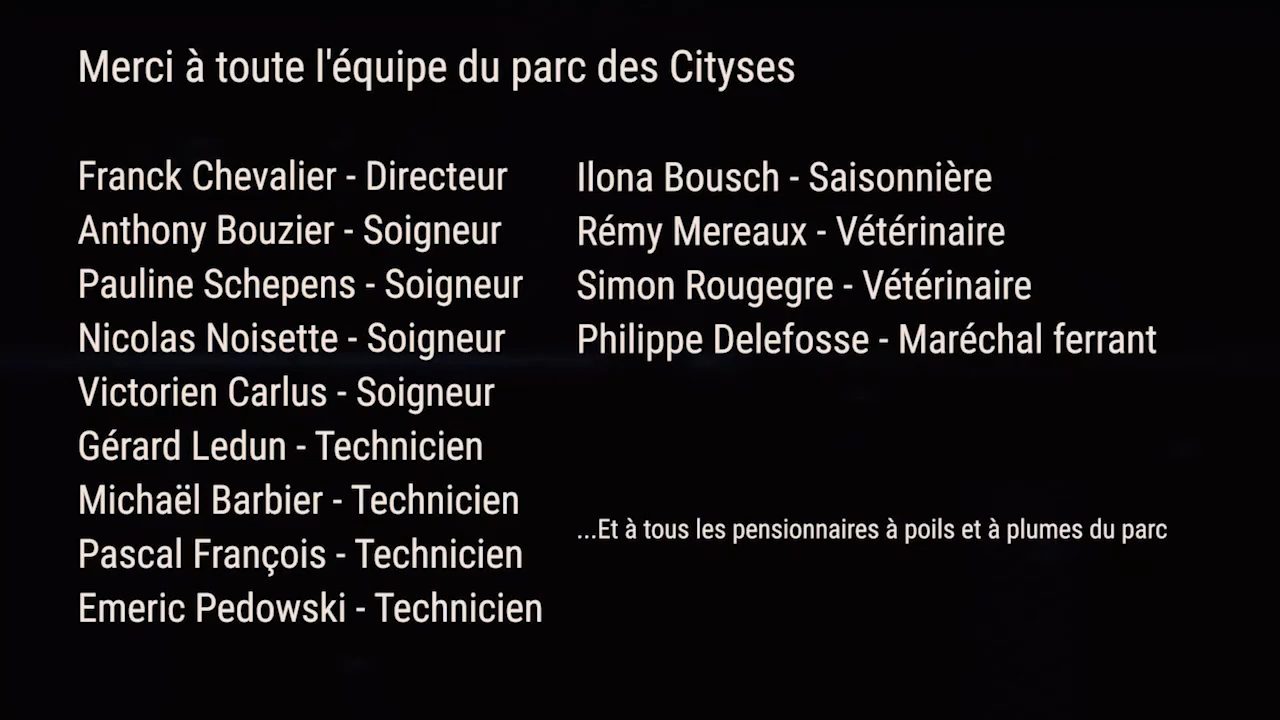 Merci à toute l'équipe du parc des Cityses
Franck Chevalier - Directeur
Anthony Bouzier - Soigneur
Pauline Schepens - Soigneur
Nicolas Noisette - Soigneur
Victorien Carlus - Soigneur
Gérard Ledun - Technicien
Michaël Barbier - Technicien
Pascal François - Technicien
Emeric Pedowski - Technicien
Ilona Bousch - Saisonnière
Rémy Mereaux - Vétérinaire
Simon Rougegre - Vétérinaire
Philippe Delefosse - Maréchal ferrant
...Et à tous les pensionnaires à poils et à plumes du parc